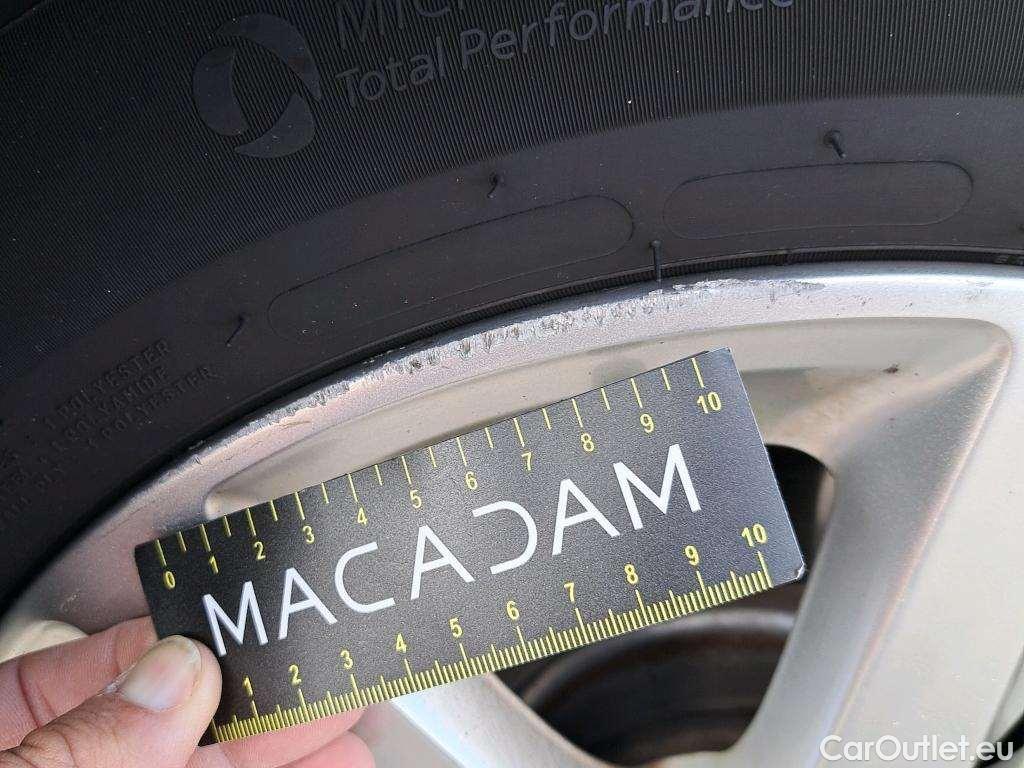 Total Performance
POLYESTER
0 1 2 3 4 5 6 7 8 9 10
MACADAM
1 2 3 4 5 6 7 8 9 10
CarOutlet.eu